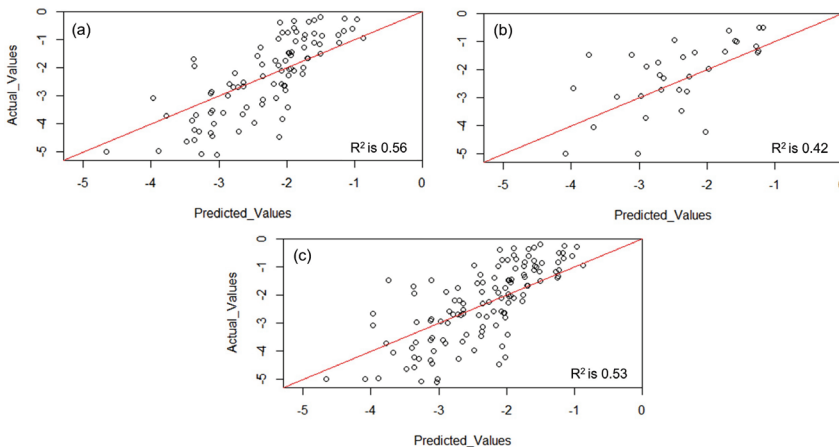 (a)
Actual_Values
0
-1
-2
-3
-4
-5
R² is 0.56
-5 -4 -3 -2 -1 0
Predicted_Values
(b)
0
-1
-2
-3
-4
-5
R² is 0.42
-5 -4 -3 -2 -1 0
Predicted_Values
(c)
Actual_Values
0
-1
-2
-3
-4
-5
R² is 0.53
-5 -4 -3 -2 -1 0
Predicted_Values